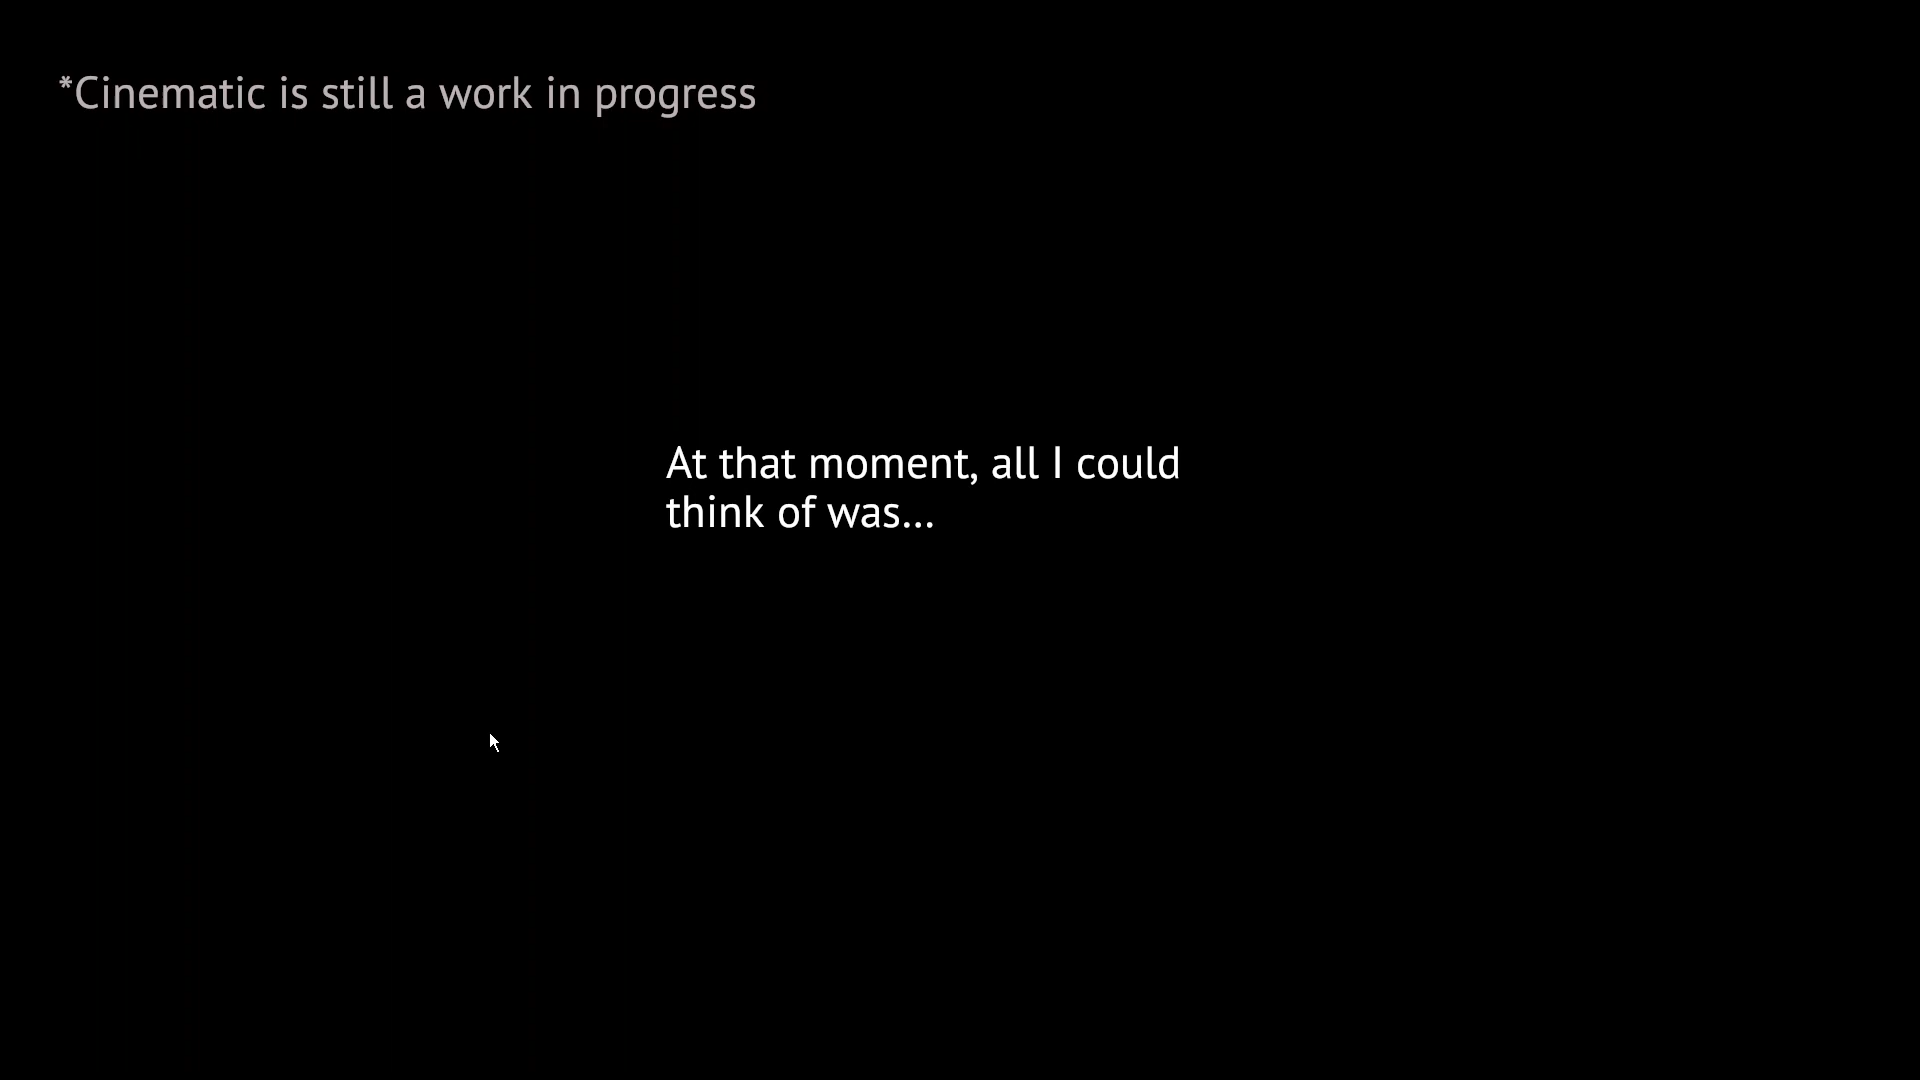 *Cinematic is still a work in progress
At that moment, all I could
think of was...